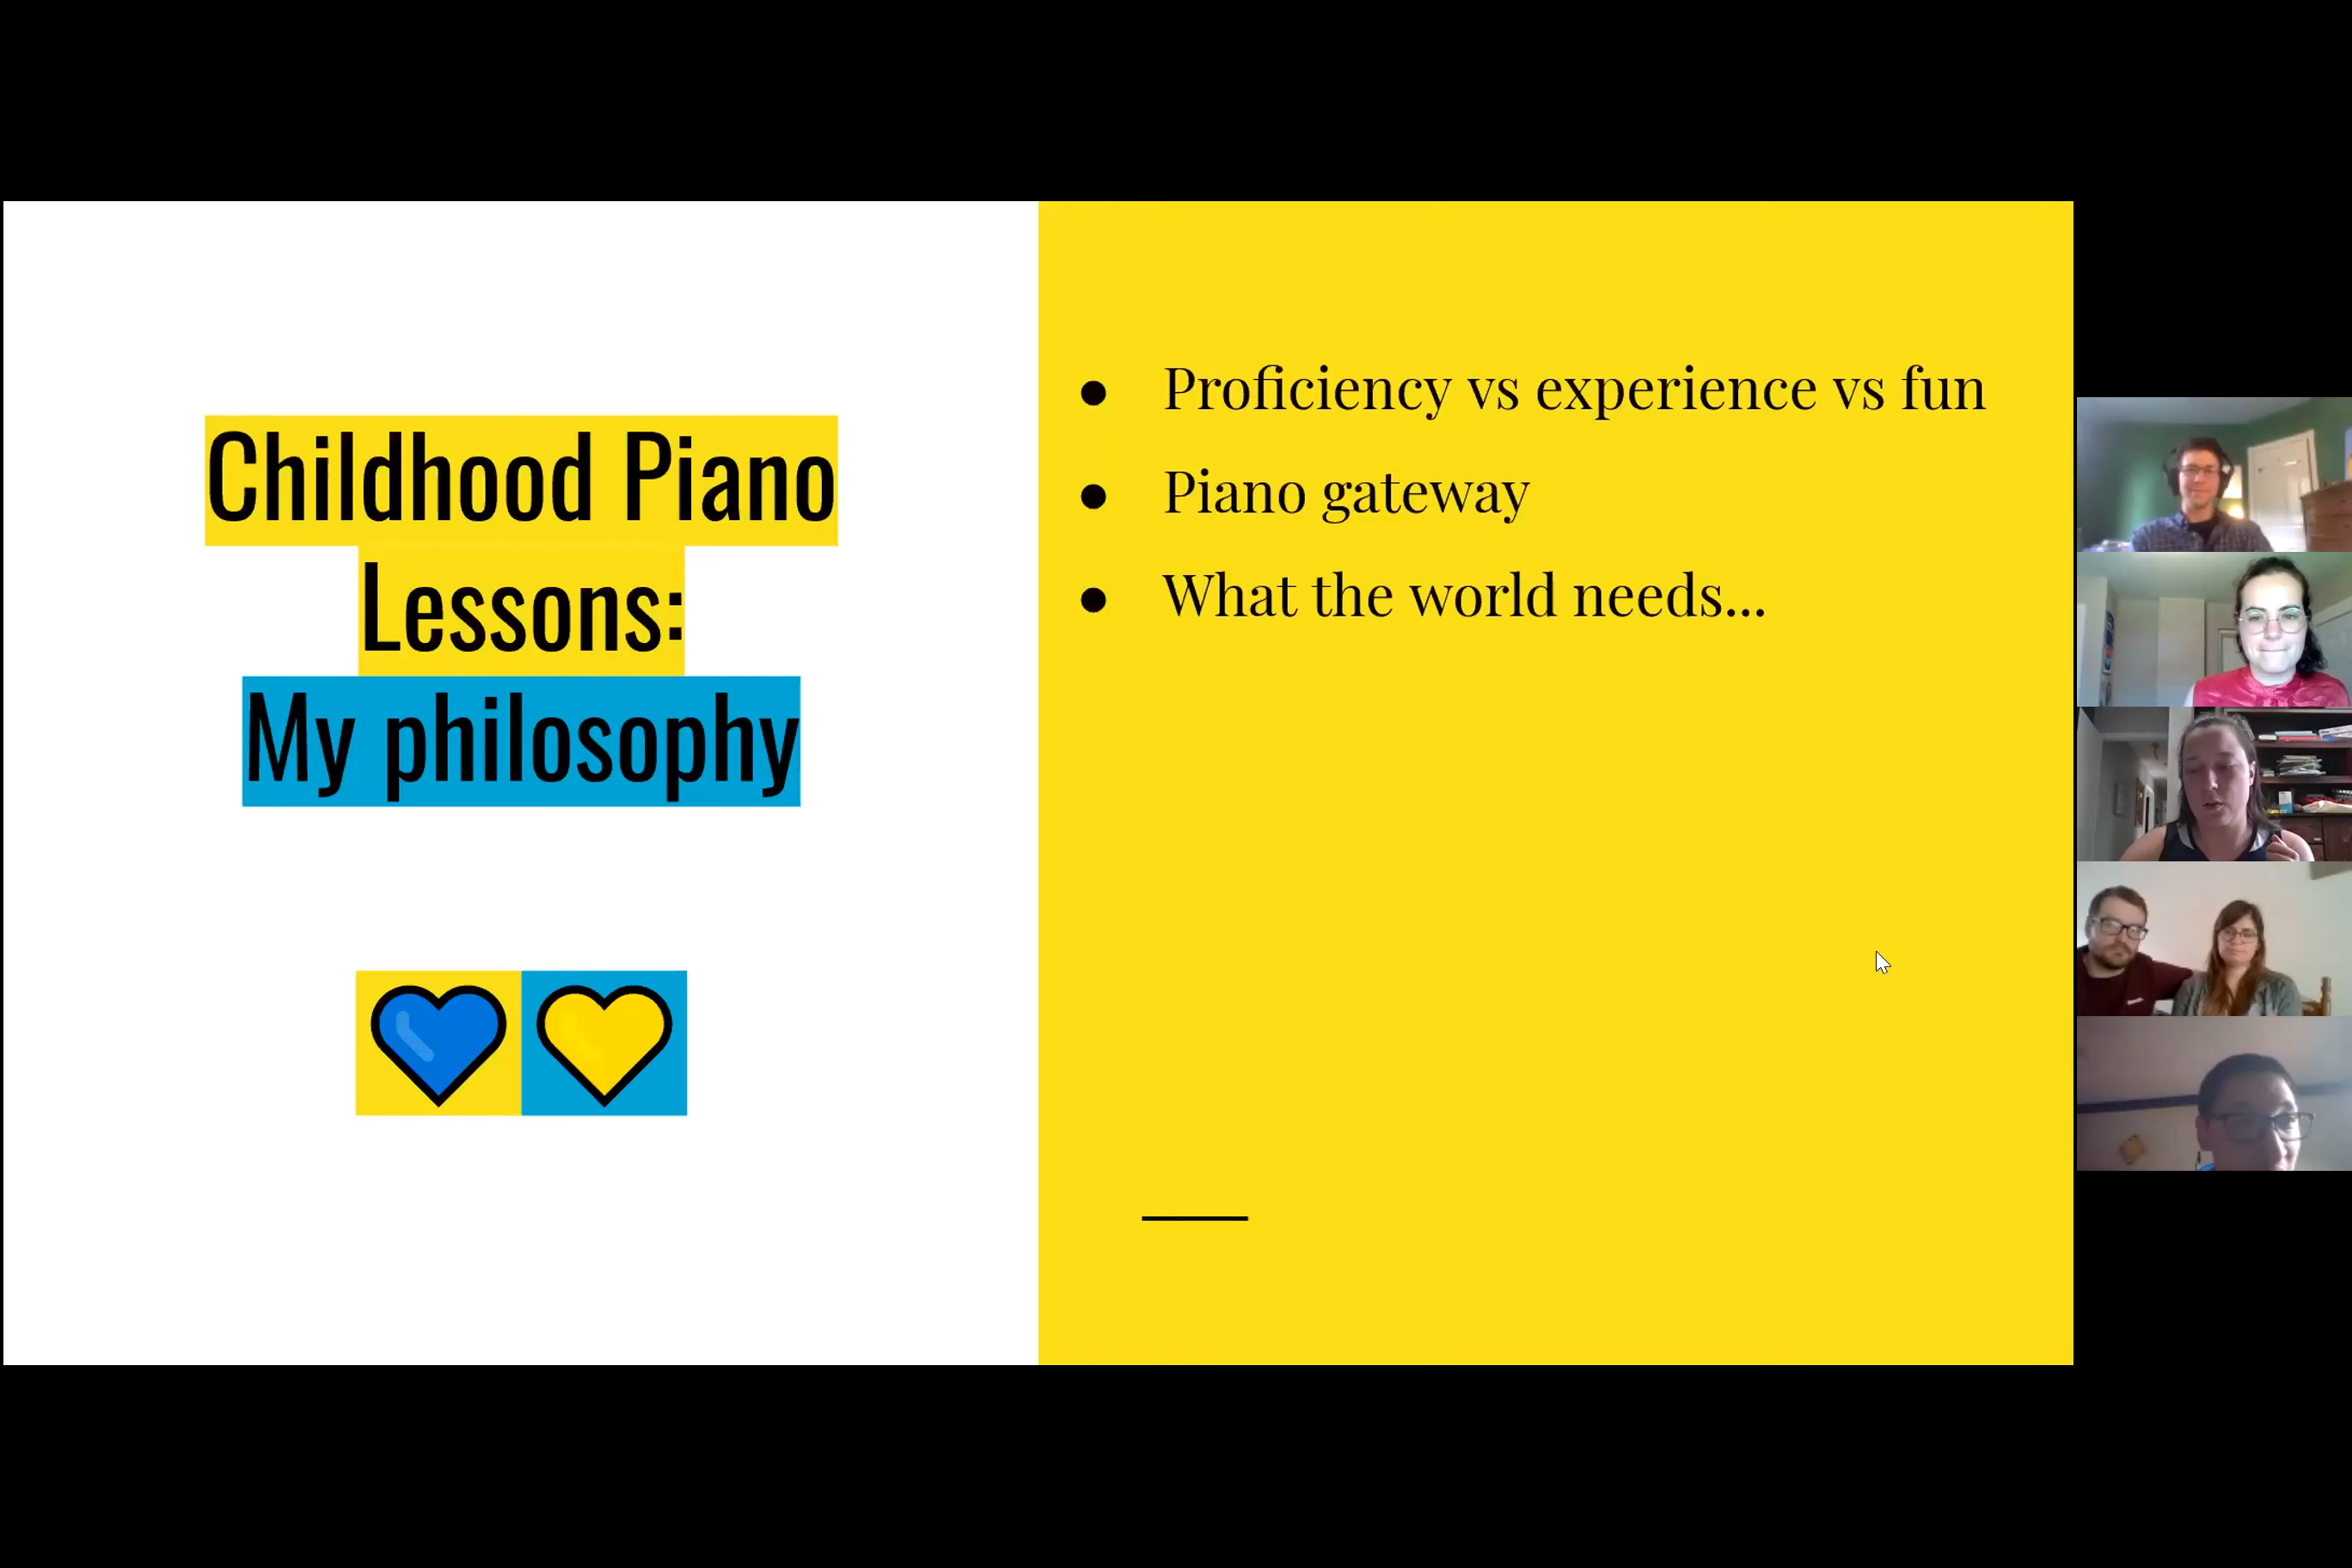 Childhood Piano
Lessons:
My philosophy
● Proficiency vs experience vs fun
● Piano gateway
● What the world needs...